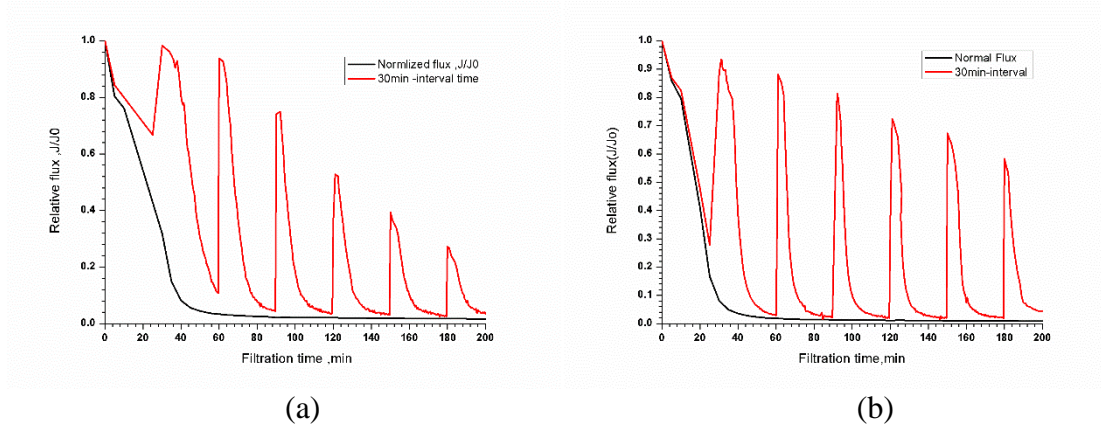 Relative flux ,J/J0
1.0
0.8
0.6
0.4
0.2
0.0
0 20 40 60 80 100 120 140 160 180 200
Filtration time ,min
Normlized flux ,J/J0
30min -interval time
(a)
Relative flux(J/Jo)
1.0
0.9
0.8
0.7
0.6
0.5
0.4
0.3
0.2
0.1
0.0
0 20 40 60 80 100 120 140 160 180 200
Filtration time,min
Normal Flux
30min-interval
(b)